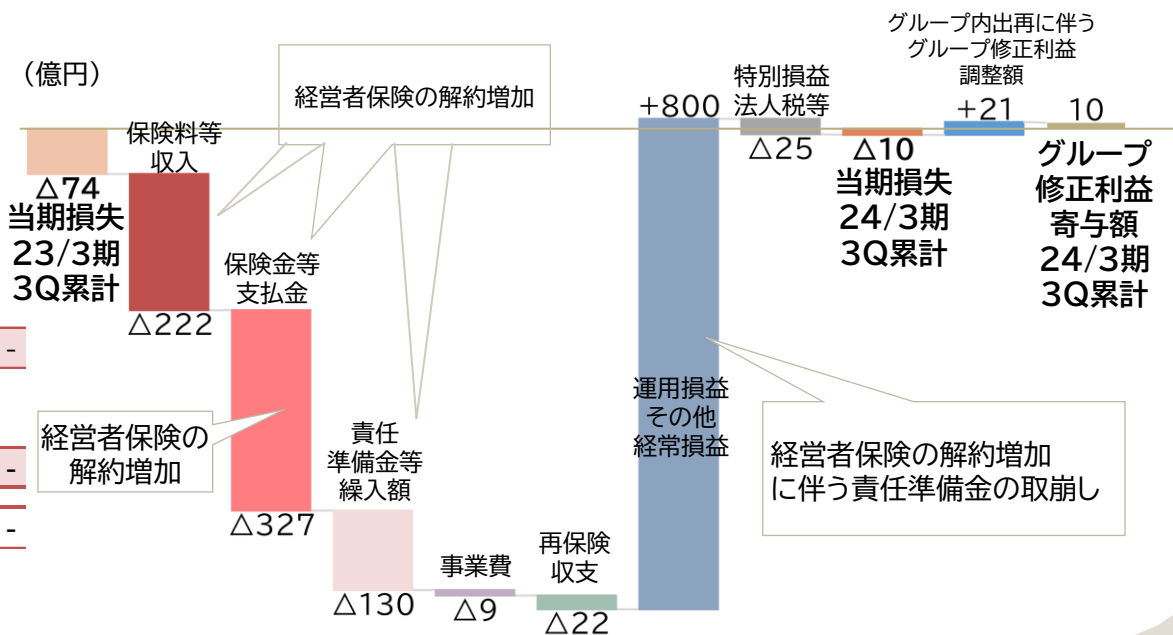 (億円)
経営者保険の解約増加
グループ内出再に伴う
グループ修正利益
調整額
保険料等
収入
+800
特別損益
法人税等
+21
10
△74
当期損失
23/3期
3Q累計
△25
△10
当期損失
24/3期
3Q累計
グループ
修正利益
寄与額
24/3期
3Q累計
保険金等
支払金
△222
-
運用損益
その他
経常損益
経営者保険の
解約増加
責任
準備金等
繰入額
経営者保険の解約増加
に伴う責任準備金の取崩し
-
△327
-
事業費
再保険
収支
△130
△9
△22